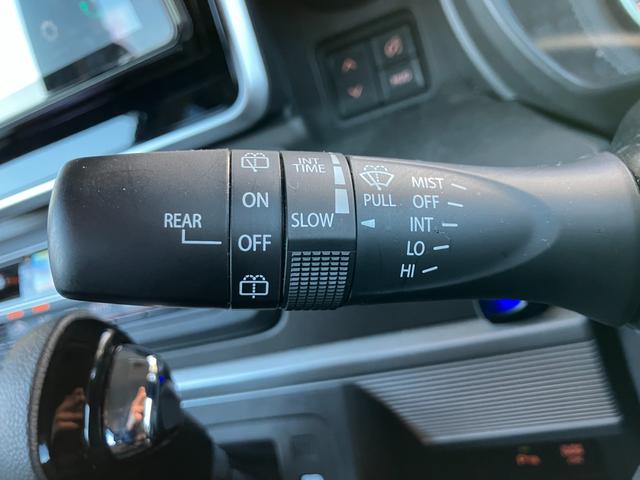 REAR
ON
OFF
INT
TIME
SLOW
PULL
MIST
OFF
INT
LO
HI